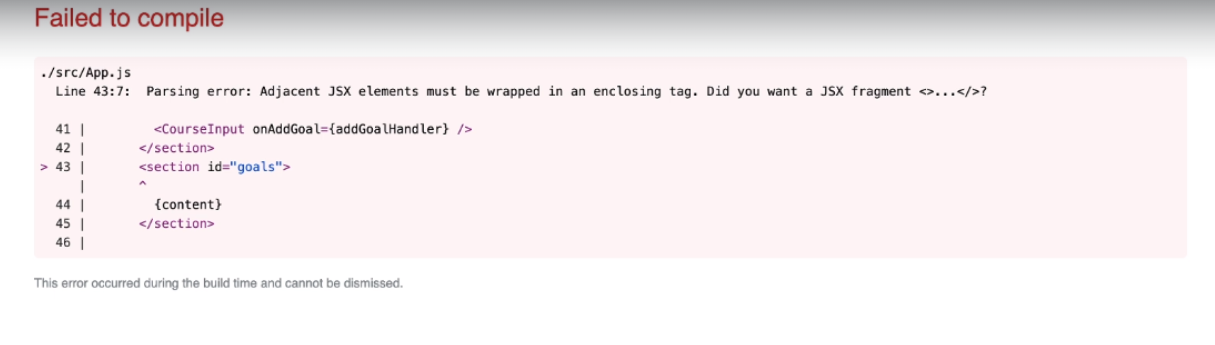 Failed to compile
./src/App.js
  Line 43:7:  Parsing error: Adjacent JSX elements must be wrapped in an enclosing tag. Did you want a JSX fragment <>...</>?
  41 |         <CourseInput onAddGoal={addGoalHandler} />
  42 |       </section>
> 43 |       <section id="goals">
     |       ^
  44 |         {content}
  45 |       </section>
  46 |
This error occurred during the build time and cannot be dismissed.